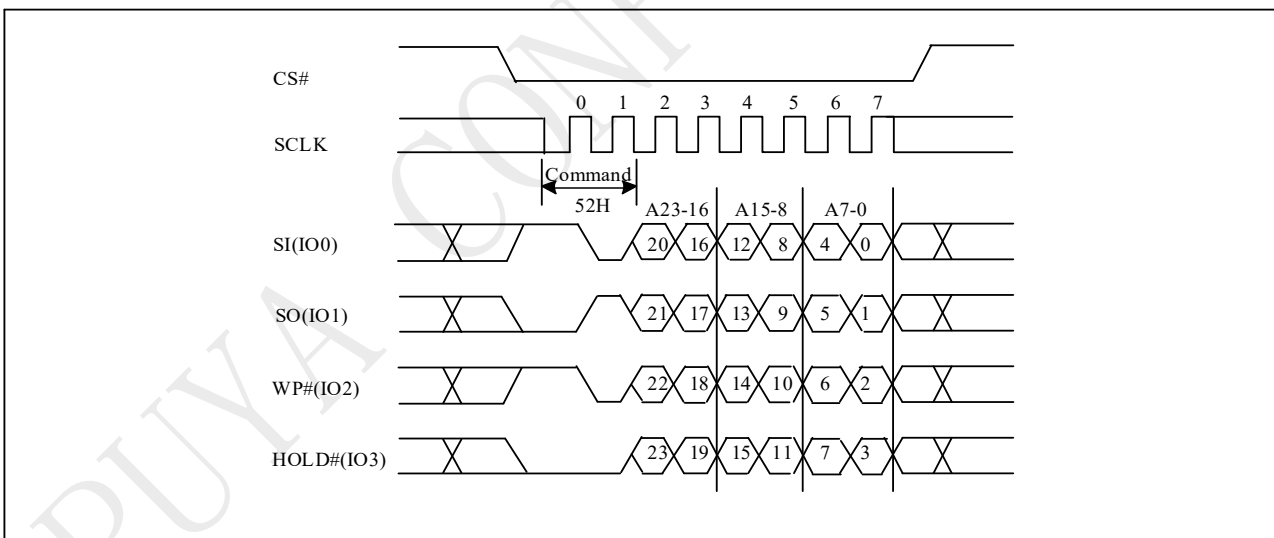 PUYA CONF
CS#
0 1 2 3 4 5 6 7
SCLK
Command
52H
A23-16 A15-8 A7-0
SI(IO0) 20 16 12 8 4 0
SO(IO1) 21 17 13 9 5 1
WP#(IO2) 22 18 14 10 6 2
HOLD#(IO3) 23 19 15 11 7 3